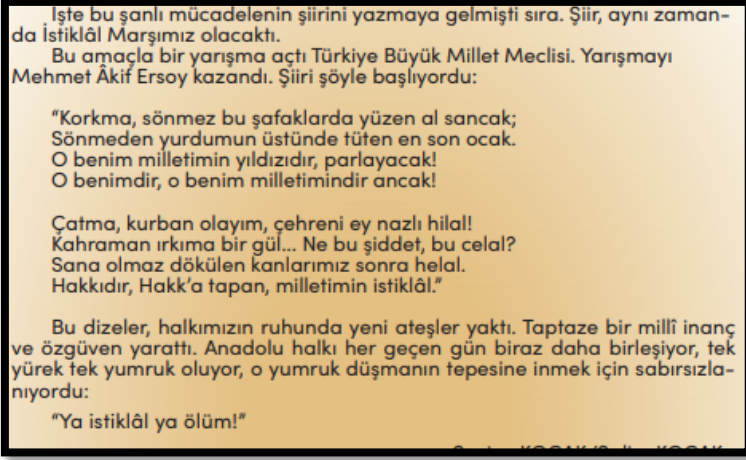 İşte bu şanlı mücadelenin şiirini yazmaya gelmişti sıra. Şiir, aynı zaman-
da İstiklâl Marşımız olacaktı.
Bu amaçla bir yarışma açtı Türkiye Büyük Millet Meclisi. Yarışmayı
Mehmet Âkif Ersoy kazandı. Şiiri şöyle başlıyordu:
“Korkma, sönmez bu şafaklarda yüzen al sancak;
Sönmeden yurdumun üstünde tüten en son ocak.
O benim milletimin yıldızıdır, parlayacak!
O benimdir, o benim milletimindir ancak!
Çatma, kurban olayım, çehreni ey nazlı hilal!
Kahraman ırkıma bir gül... Ne bu şiddet, bu celal?
Sana olmaz dökülen kanlarımız sonra helal.
Hakkıdır, Hakk’a tapan, milletimin istiklâl.”
Bu dizeler, halkımızın ruhunda yeni ateşler yaktı. Taptaze bir millî inanç
ve özgüven yarattı. Anadolu halkı her geçen gün biraz daha birleşiyor, tek
yürek tek yumruk oluyor, o yumruk düşmanın tepesine inmek için sabırsızla-
nıyordu:
“Ya istiklâl ya ölüm!”